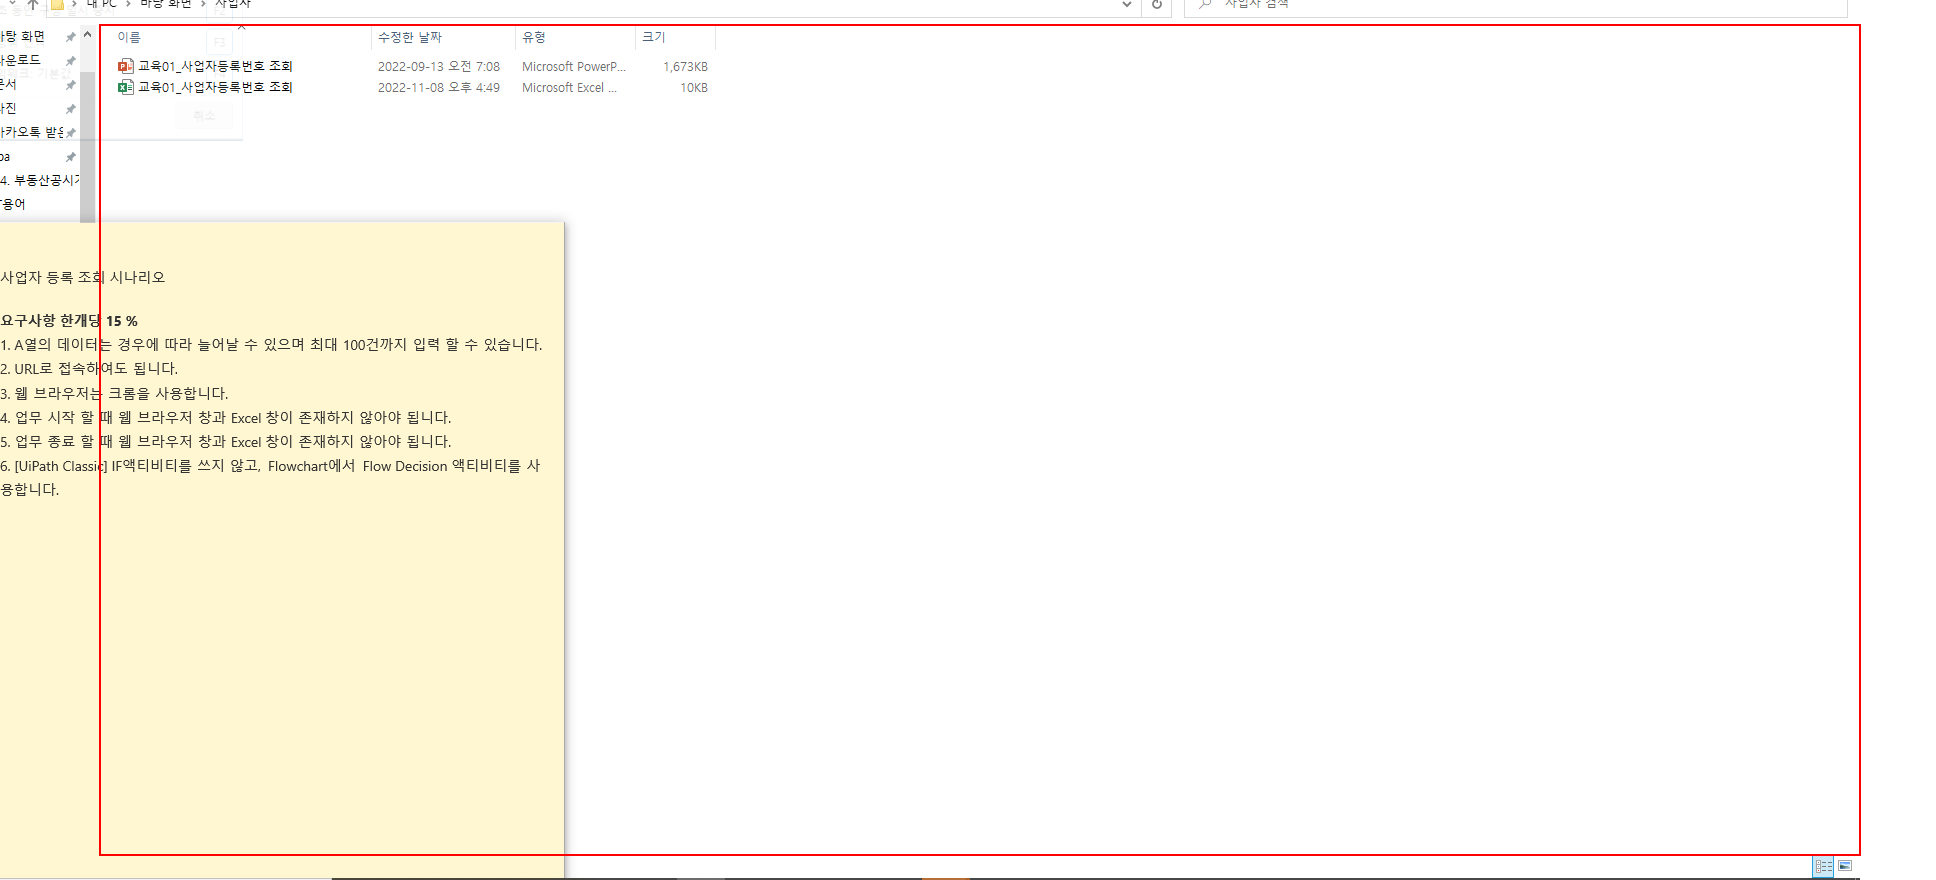 내 PC › 바탕 화면 › 사업자
사업자 검색
바탕 화면
다운로드
문서
사진
카카오톡 받은
4. 부동산공시가
용어
이름 수정한 날짜 유형 크기
교육01_사업자등록번호 조회 2022-09-13 오전 7:08 Microsoft PowerP... 1,673KB
교육01_사업자등록번호 조회 2022-11-08 오후 4:49 Microsoft Excel ... 10KB
F3
취소
사업자 등록 조회 시나리오
요구사항 한개당 15 %
1. A열의 데이터는 경우에 따라 늘어날 수 있으며 최대 100건까지 입력 할 수 있습니다.
2. URL로 접속하여도 됩니다.
3. 웹 브라우저는 크롬을 사용합니다.
4. 업무 시작 할 때 웹 브라우저 창과 Excel 창이 존재하지 않아야 됩니다.
5. 업무 종료 할 때 웹 브라우저 창과 Excel 창이 존재하지 않아야 됩니다.
6. [UiPath Classic] IF액티비티를 쓰지 않고, Flowchart에서 Flow Decision 액티비티를 사
용합니다.